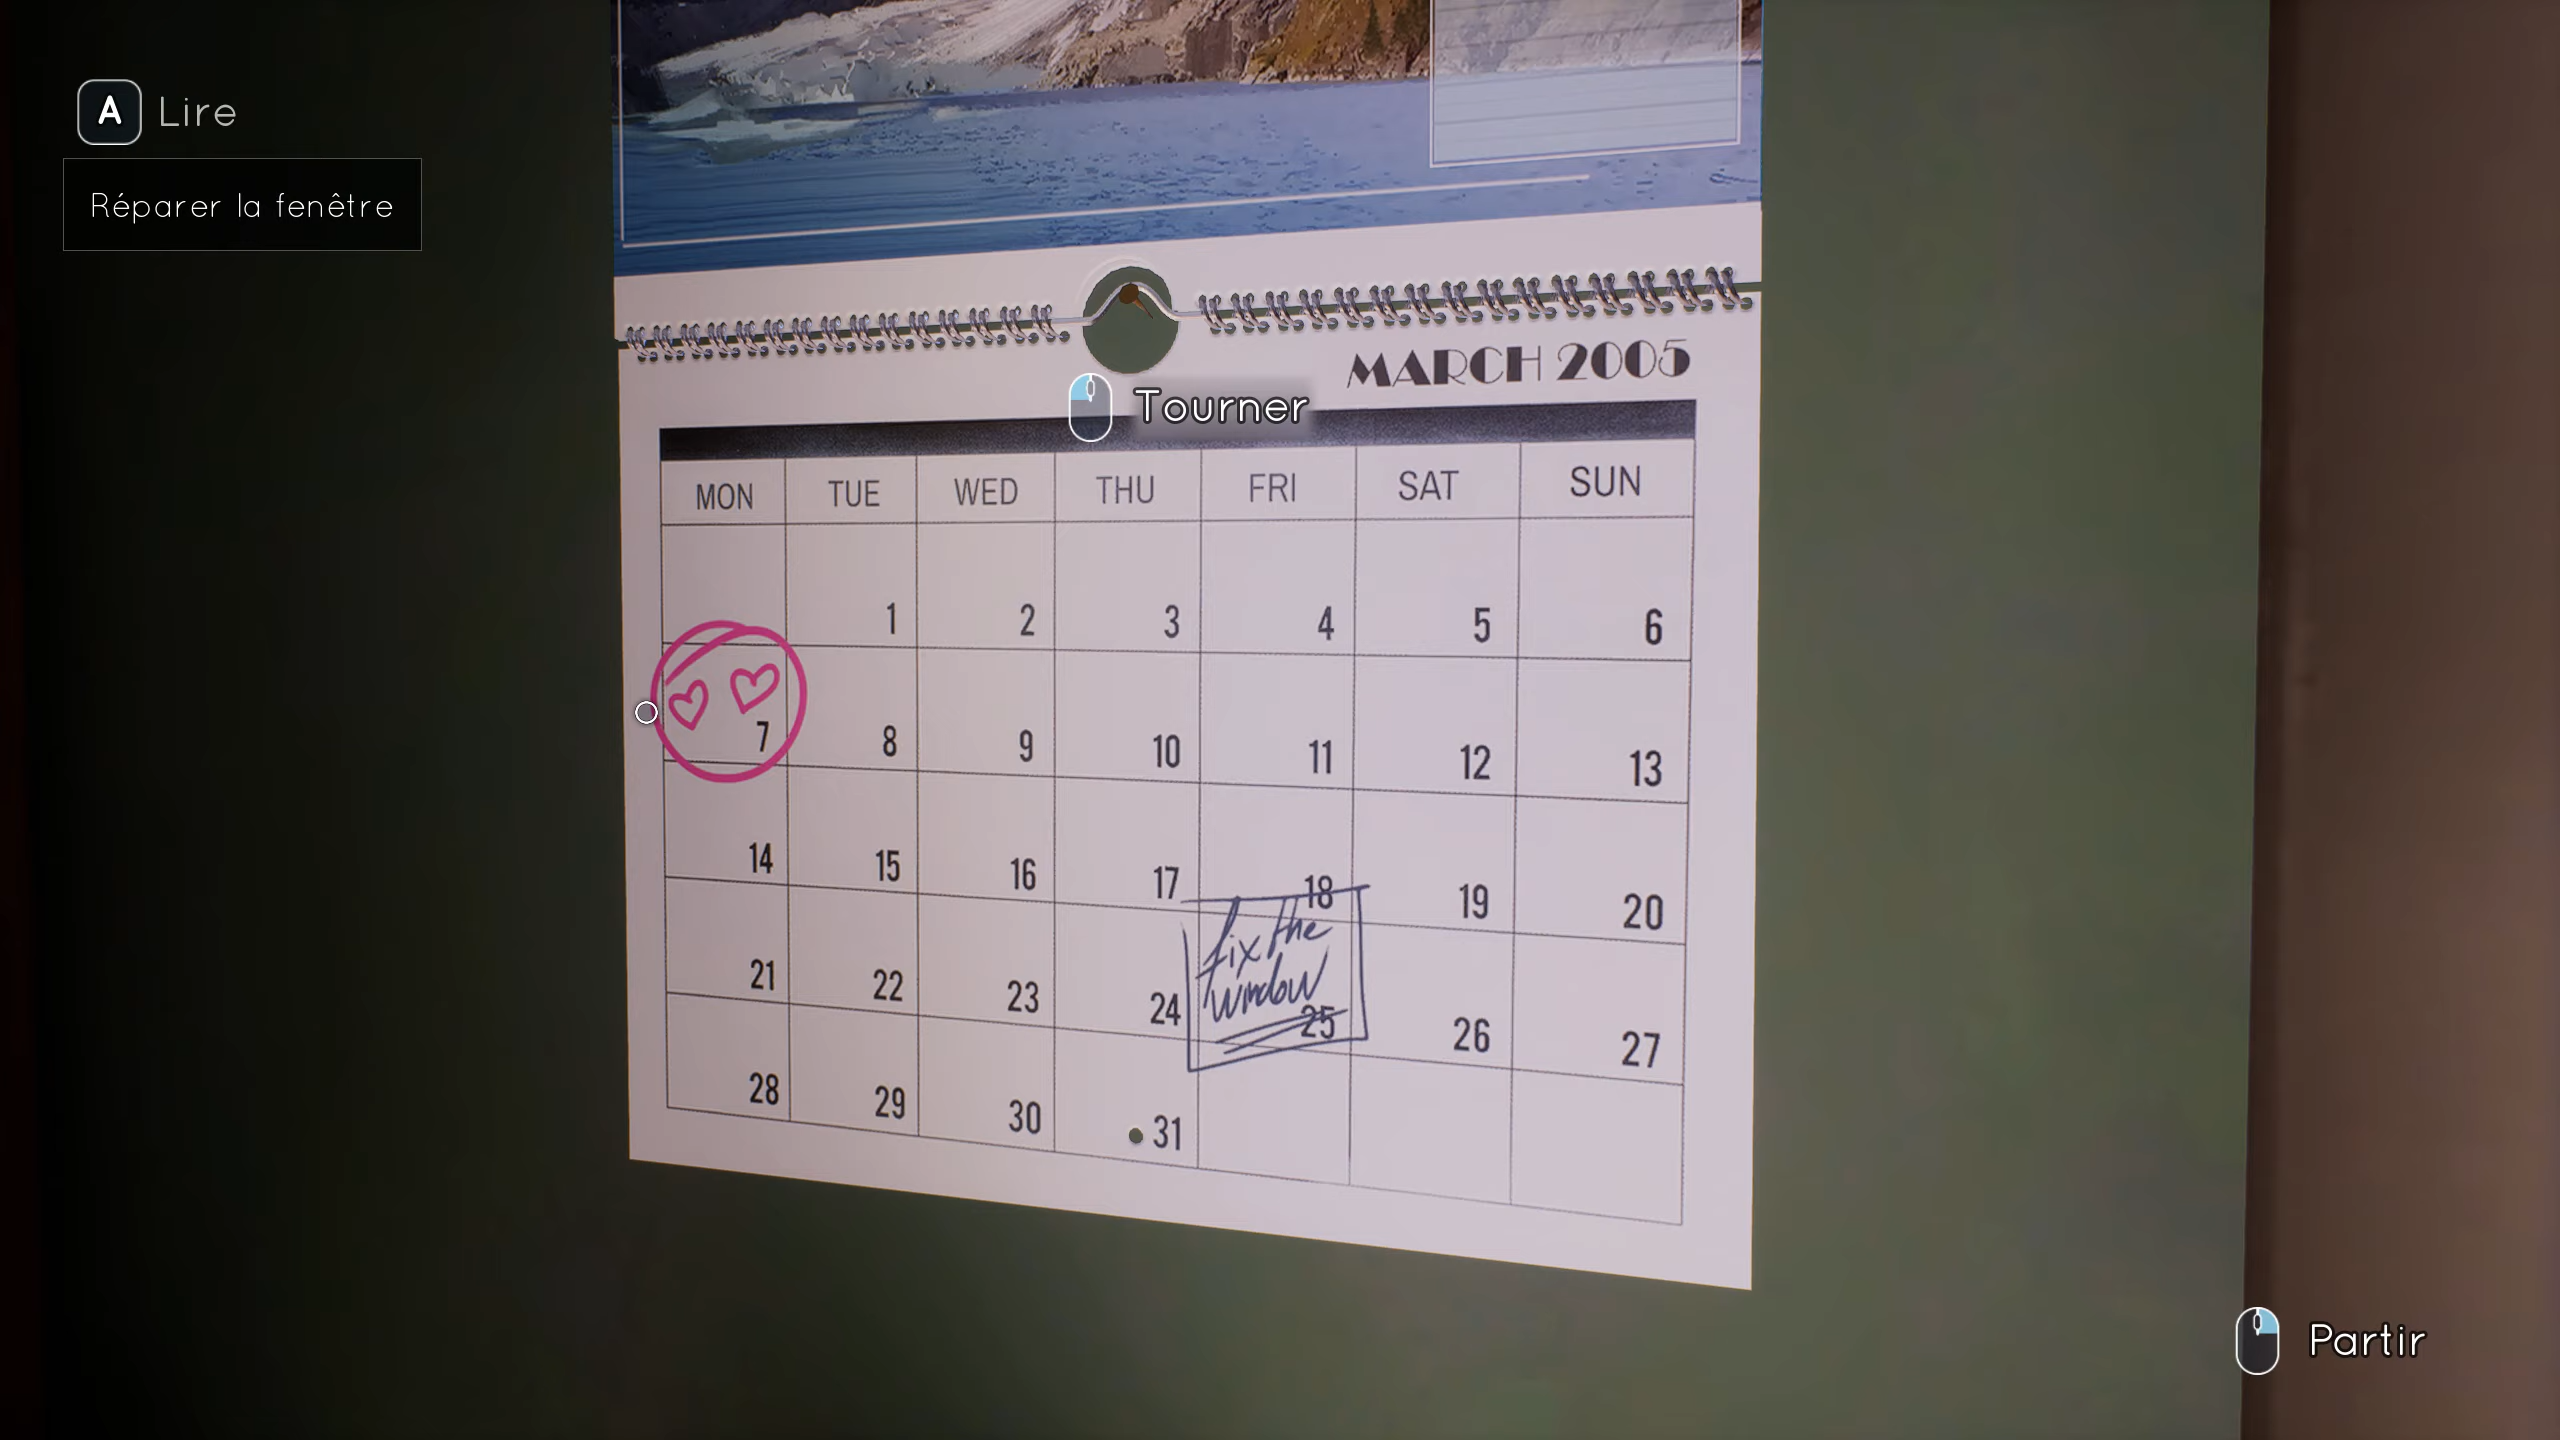 A Lire
Réparer la fenêtre
MARCH 2005
Tourner
MON TUE WED THU FRI SAT SUN
1 2 3 4 5 6
7 8 9 10 11 12 13
14 15 16 17 18 19 20
fix the
window
21 22 23 24 25 26 27
28 29 30 31
Partir